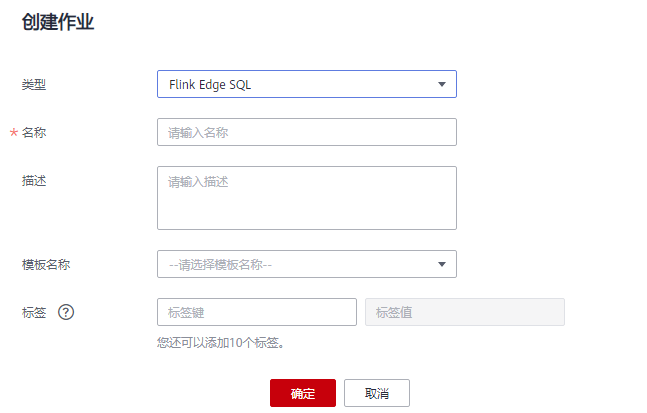 创建作业
类型 Flink Edge SQL
* 名称 请输入名称
描述 请输入描述
模板名称 --请选择模板名称--
标签 ? 标签键 标签值
您还可以添加10个标签。
确定 取消